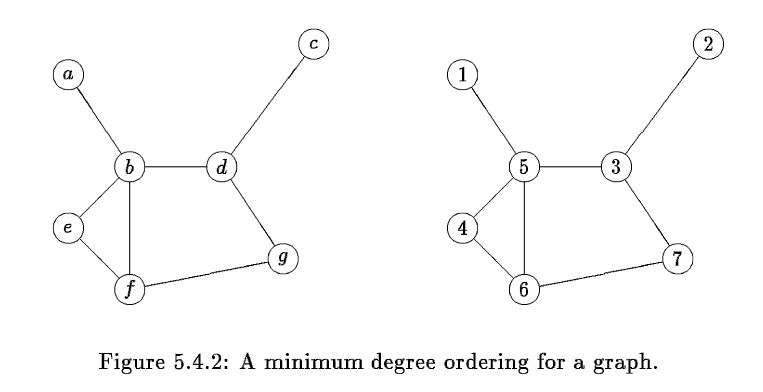 c
2
a
1
b
d
5
3
e
4
g
7
f
6
Figure 5.4.2: A minimum degree ordering for a graph.